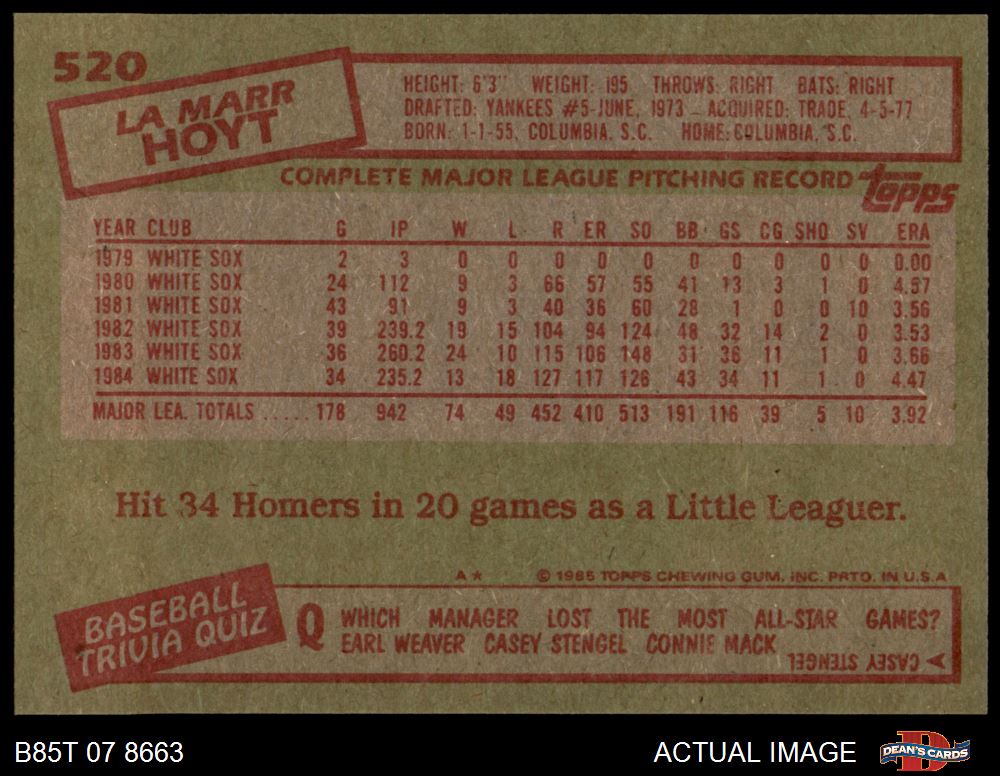 520
LA MARR
HOYT
HEIGHT: 6'3" WEIGHT: 195 THROWS: RIGHT BATS: RIGHT
DRAFTED: YANKEES #5-JUNE, 1973 – ACQUIRED: TRADE, 4-5-77
BORN: 1-1-55, COLUMBIA, S.C. HOME: COLUMBIA, S.C.
COMPLETE MAJOR LEAGUE PITCHING RECORD Topps
YEAR CLUB G IP W L R ER SO BB GS CG SHO SV ERA
1979 WHITE SOX 2 3 0 0 0 0 0 0 0 0 0 0 0.00
1980 WHITE SOX 24 112 9 3 66 57 55 41 13 3 1 0 4.57
1981 WHITE SOX 43 91 9 3 40 36 60 28 1 0 0 10 3.56
1982 WHITE SOX 39 239.2 19 15 104 94 124 48 32 14 2 0 3.53
1983 WHITE SOX 36 260.2 24 10 115 106 148 31 36 11 1 0 3.66
1984 WHITE SOX 34 235.2 13 18 127 117 126 43 34 11 1 0 4.47
MAJOR LEA. TOTALS ..... 178 942 74 49 452 410 513 191 116 39 5 10 3.92
Hit 34 Homers in 20 games as a Little Leaguer.
A* © 1985 TOPPS CHEWING GUM, INC. PRTD. IN U.S.A
BASEBALL
TRIVIA QUIZ
Q WHICH MANAGER LOST THE MOST ALL-STAR GAMES?
EARL WEAVER CASEY STENGEL CONNIE MACK
A CASEY STENGEL
B85T 07 8663
ACTUAL IMAGE
D
DEAN'S CARDS